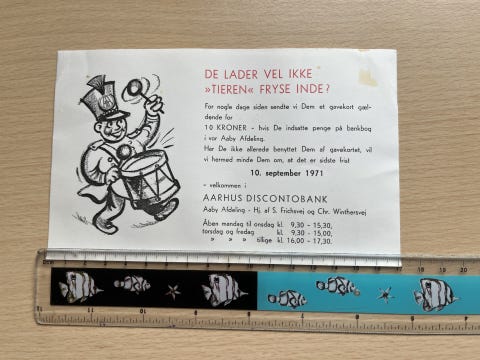 DE LADER VEL IKKE
»TIEREN« FRYSE INDE?
For nogle dage siden sendte vi Dem et gavekort gæl-
dende for
10 KRONER - hvis De indsatte penge på bankbog
i vor Aaby Afdeling.
Har De ikke allerede benyttet Dem af gavekortet, vil
vi hermed minde Dem om, at det er sidste frist
10. september 1971
- velkommen i
AARHUS DISCONTOBANK
Aaby Afdeling - Hj. af S. Frichsvej og Chr. Winthersvej
Åben mandag til onsdag kl. 9,30 - 15,30,
torsdag og fredag kl. 9,30 - 15.00,
» » » tillige kl. 16,00 - 17,30.